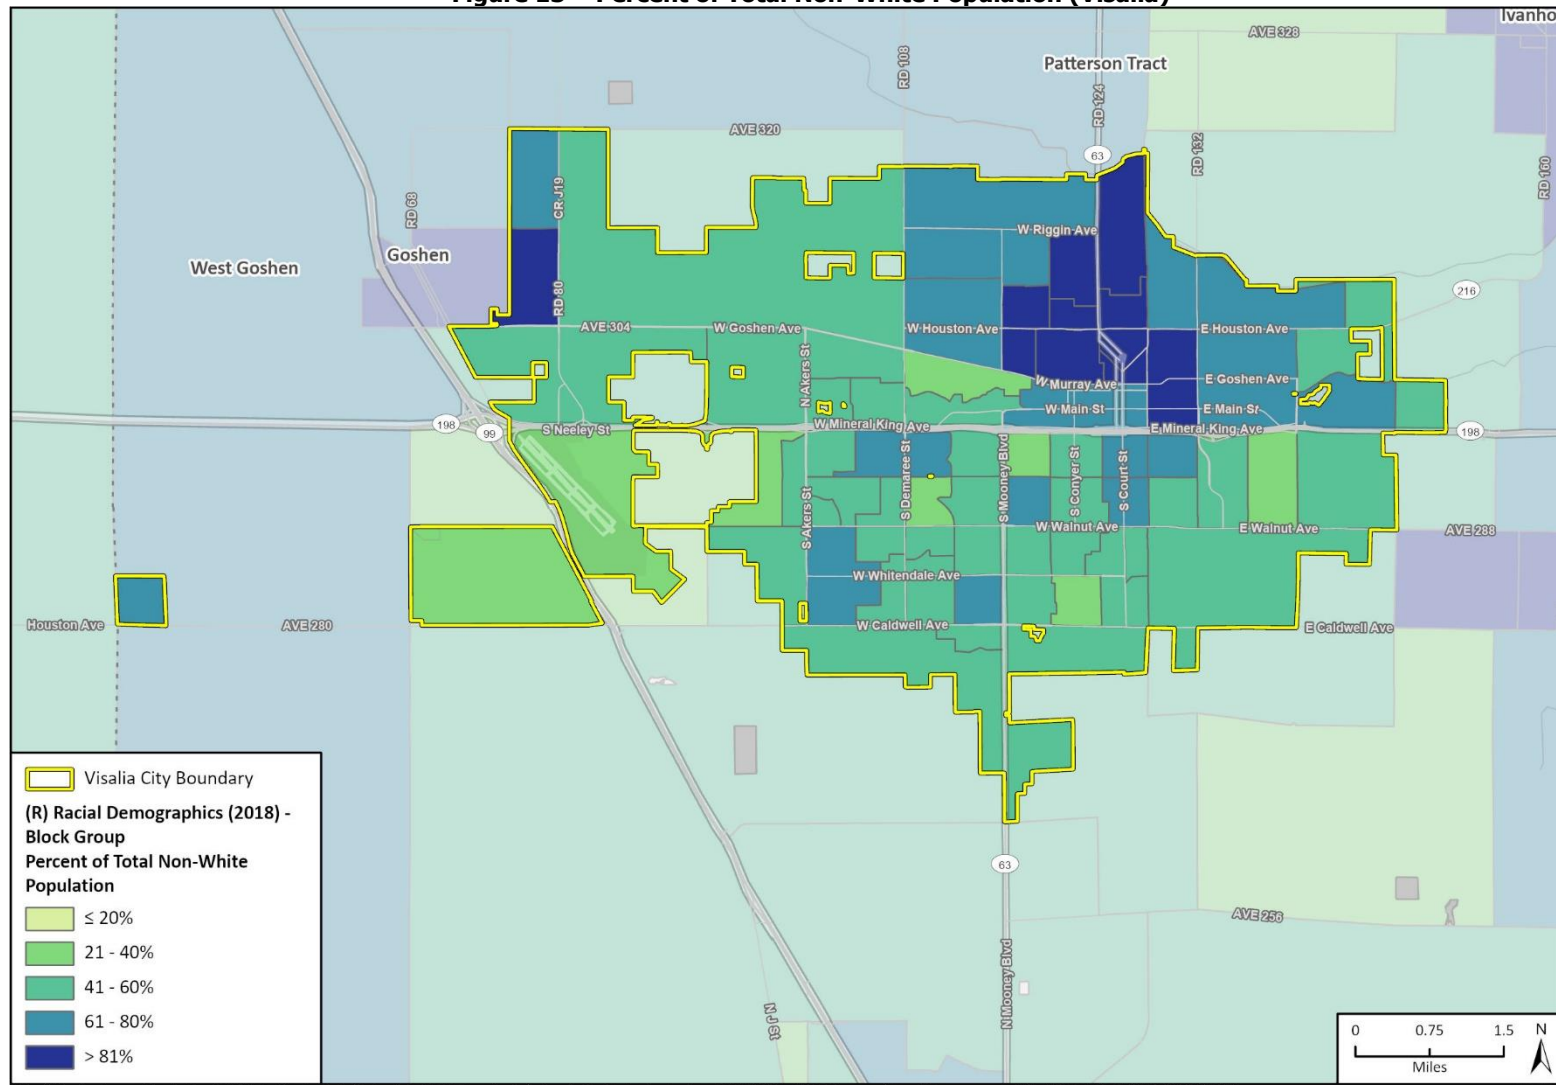 Figure 23 - Percent of Total Non-White Population (Visalia)
Ivanho
AVE 328
Patterson Tract
RD 108
RD 124
AVE 320
63
RD 132
RD 160
CR J19
RD 68
W Riggin Ave
Goshen
West Goshen
RD 80
216
AVE 304
W Goshen Ave
W Houston Ave
E Houston Ave
N Akers St
W Murray Ave
E Goshen Ave
W Main St
E Main St
198
99
S Neeley St
W Mineral King Ave
E Mineral King Ave
198
S Akers St
S Demaree St
S Mooney Blvd
S Conyer St
S Court St
W Walnut Ave
E Walnut Ave
AVE 288
W Whitendale Ave
Houston Ave
AVE 280
W Caldwell Ave
E Caldwell Ave
63
AVE 256
N Mooney Blvd
N J St
Visalia City Boundary
(R) Racial Demographics (2018) -
Block Group
Percent of Total Non-White
Population
≤ 20%
21 - 40%
41 - 60%
61 - 80%
> 81%
0 0.75 1.5 N
Miles